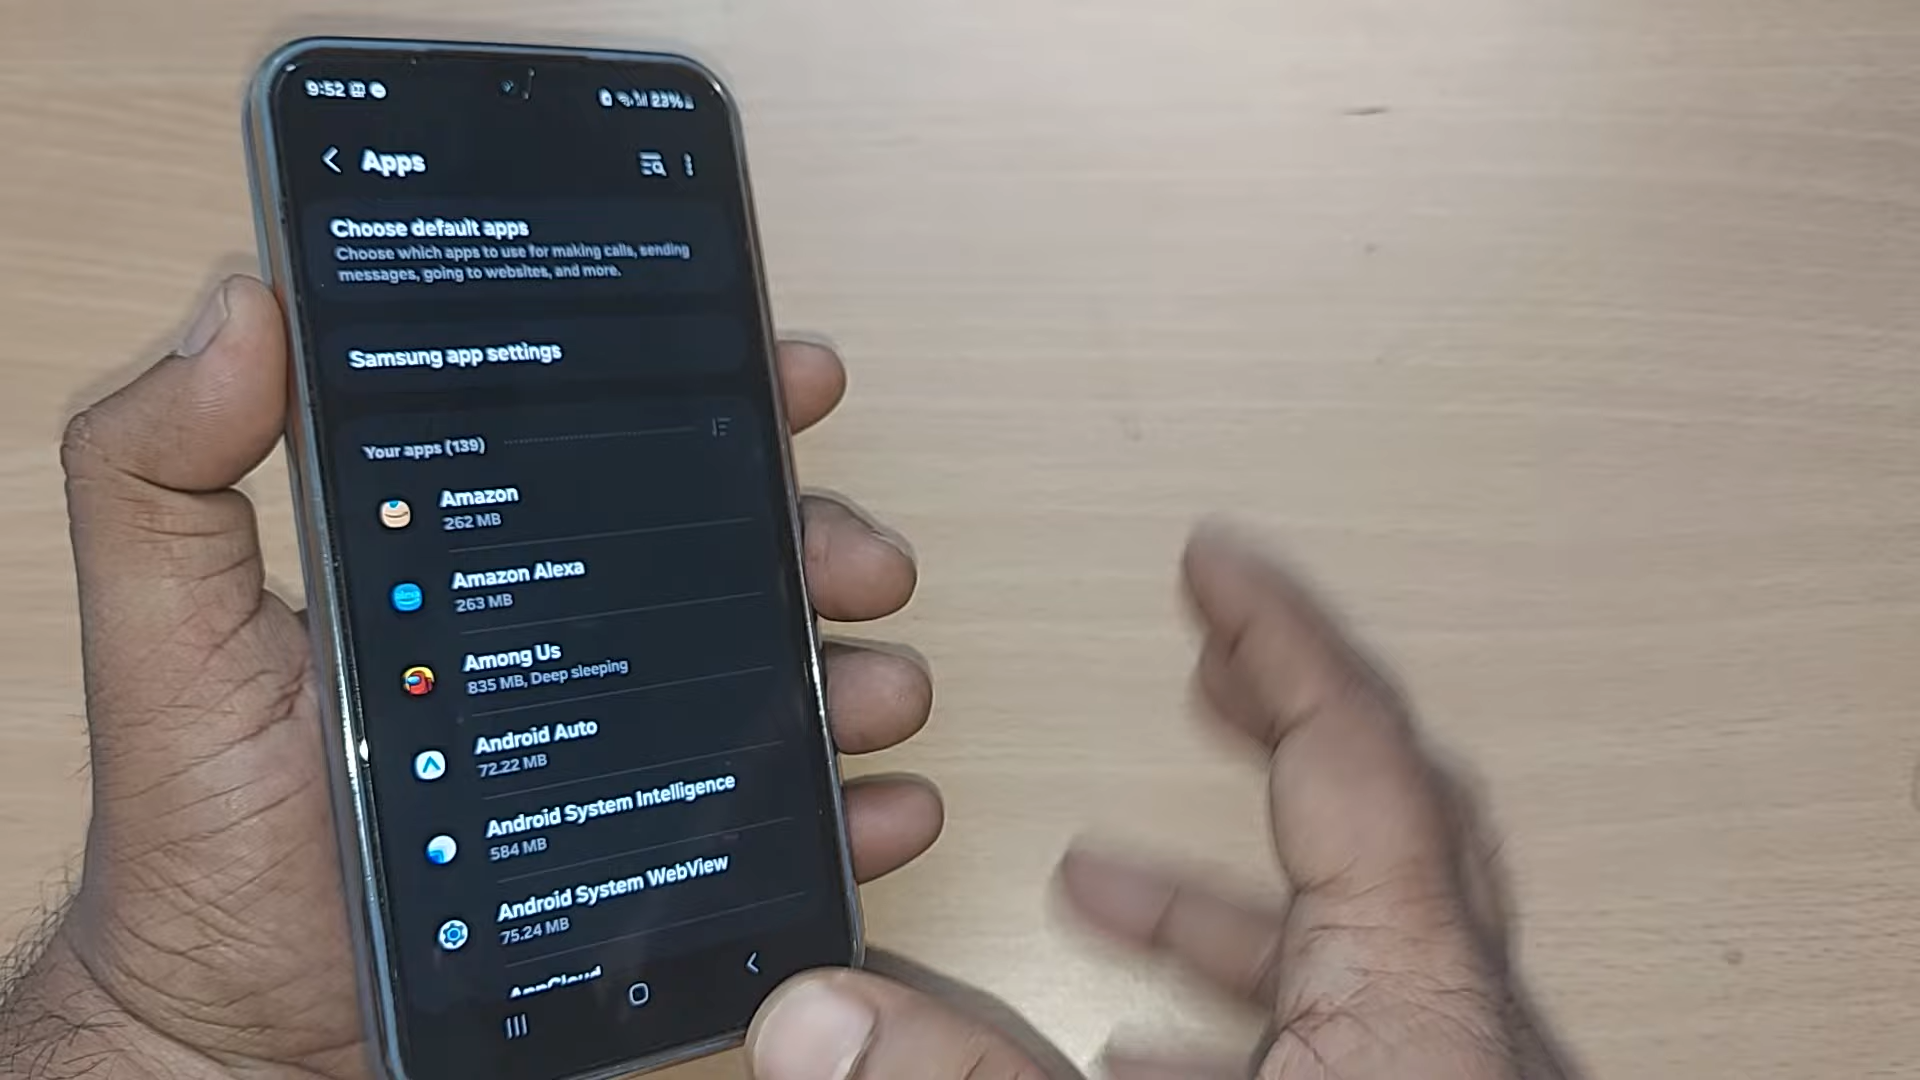 9:52
23%
Apps
Choose default apps
Choose which apps to use for making calls, sending
messages, going to websites, and more.
Samsung app settings
Your apps (139)
Amazon
262 MB
Amazon Alexa
263 MB
Among Us
835 MB, Deep sleeping
Android Auto
72.22 MB
Android System Intelligence
584 MB
Android System WebView
75.24 MB
AppCloud